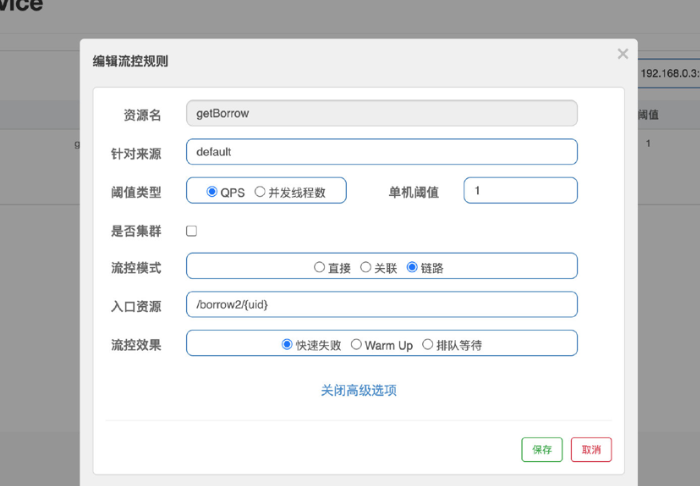 vice
编辑流控规则 ×
192.168.0.3:
资源名 getBorrow
阈值
针对来源 default
g
1
阈值类型 QPS 并发线程数 单机阈值 1
是否集群
流控模式 直接 关联 链路
入口资源 /borrow2/{uid}
流控效果 快速失败 Warm Up 排队等待
关闭高级选项
保存 取消